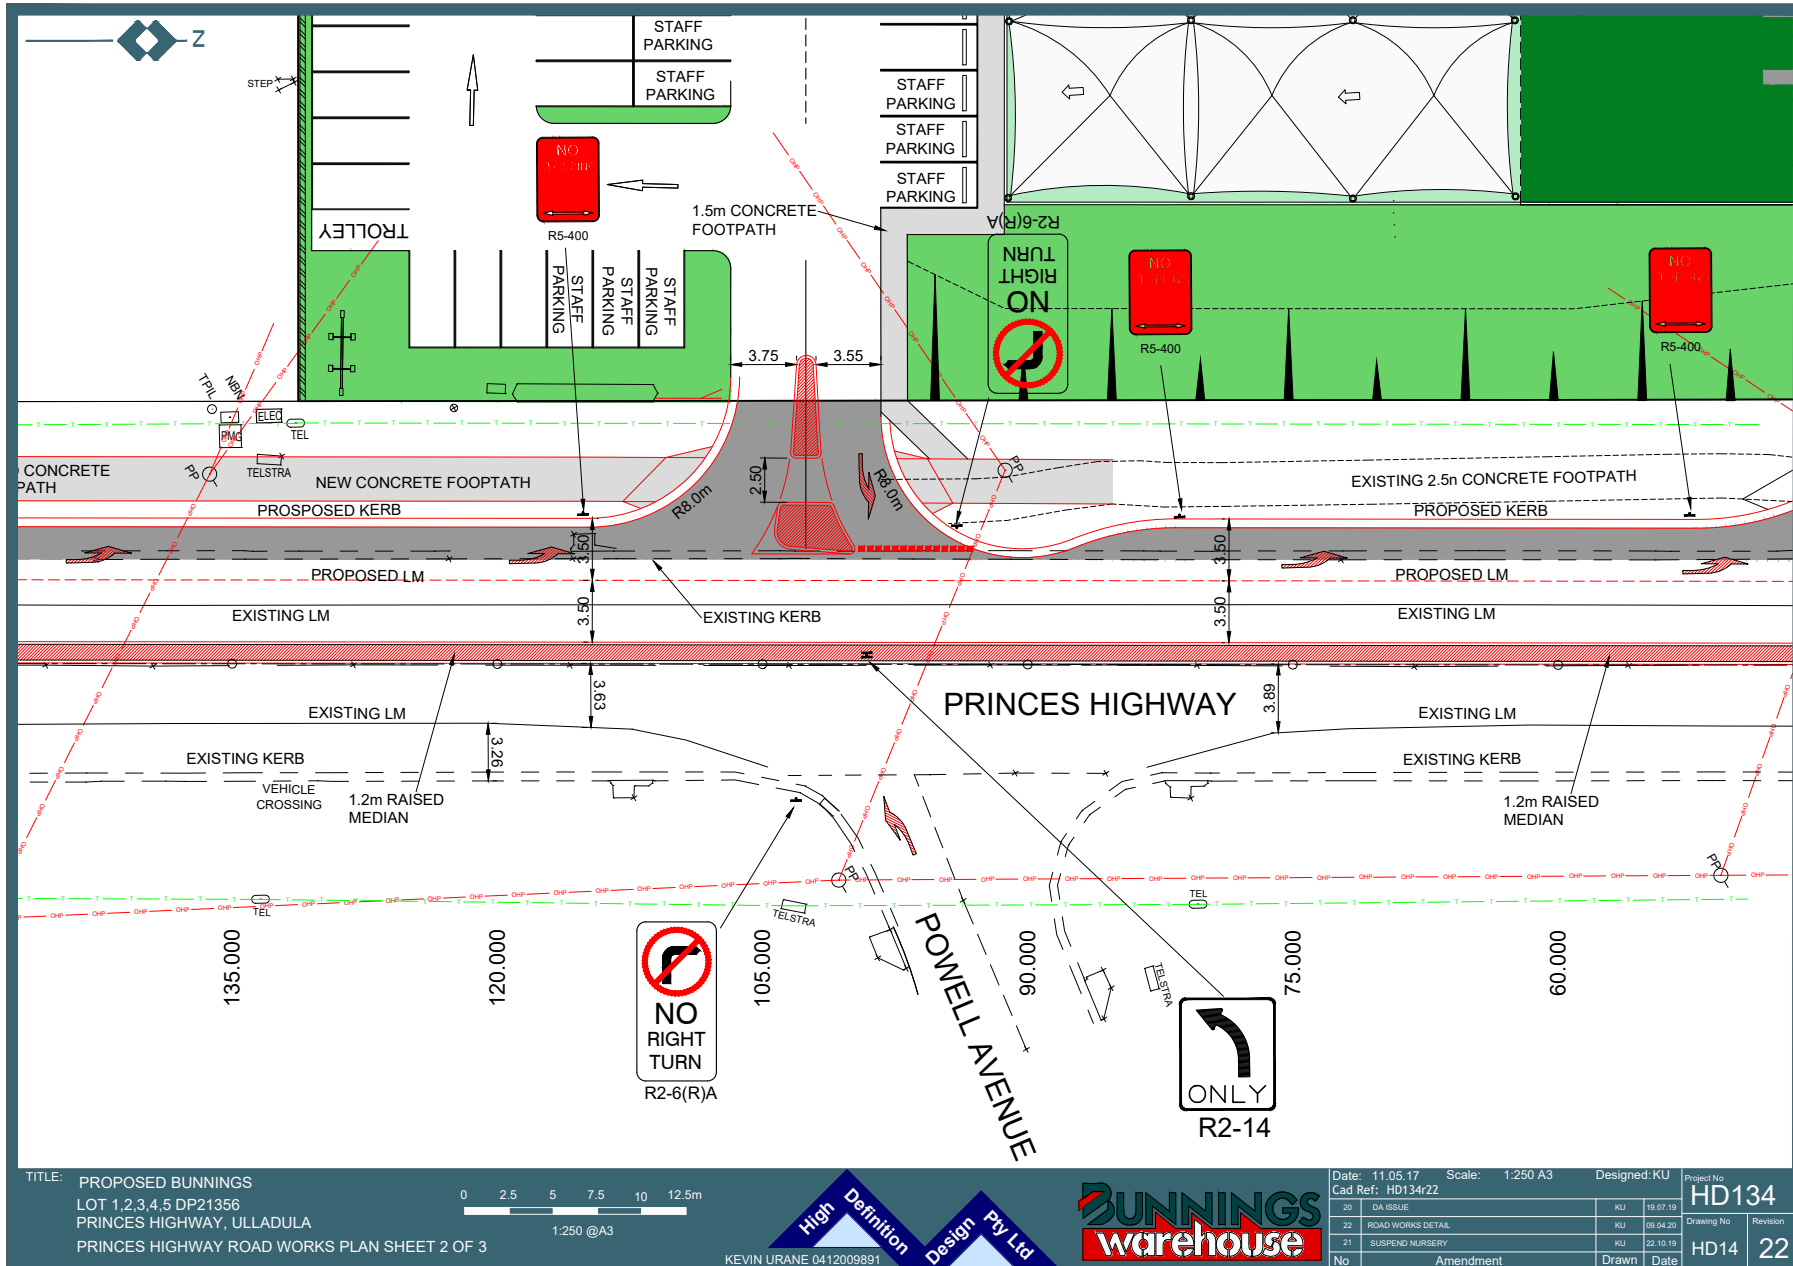 Z
STEP
STAFF
PARKING
STAFF
PARKING
STAFF
PARKING
STAFF
PARKING
STAFF
PARKING
NO
R5-400
1.5m CONCRETE
FOOTPATH
TROLLEY
STAFF
PARKING
STAFF
PARKING
STAFF
PARKING
R2-6(R)A
NO
RIGHT
TURN
NO
R5-400
NO
R5-400
3.75
3.55
TPIL
NBN
ELEC
PMG
TEL
PP
TELSTRA
CONCRETE
PATH
NEW CONCRETE FOOPTATH
PROSPOSED KERB
R8.0m
2.50
R8.0m
PP
EXISTING 2.5n CONCRETE FOOTPATH
PROPOSED KERB
3.50
3.50
PROPOSED LM
PROPOSED LM
EXISTING LM
EXISTING KERB
EXISTING LM
3.50
3.50
PRINCES HIGHWAY
3.63
3.89
EXISTING LM
EXISTING LM
3.26
EXISTING KERB
EXISTING KERB
VEHICLE
CROSSING
1.2m RAISED
MEDIAN
1.2m RAISED
MEDIAN
PP
PP
OHP
TEL
TELSTRA
TEL
TELSTRA
POWELL AVENUE
135.000
120.000
105.000
90.000
75.000
60.000
NO
RIGHT
TURN
R2-6(R)A
ONLY
R2-14
TITLE:
PROPOSED BUNNINGS
LOT 1,2,3,4,5 DP21356
PRINCES HIGHWAY, ULLADULA
PRINCES HIGHWAY ROAD WORKS PLAN SHEET 2 OF 3
0 2.5 5 7.5 10 12.5m
1:250 @A3
High Definition Design Pty Ltd
KEVIN URANE 0412009891
BUNNINGS
warehouse
Date: 11.05.17 Scale: 1:250 A3 Designed:KU
Cad Ref: HD134r22
20 DA ISSUE KU 19.07.19
22 ROAD WORKS DETAIL KU 09.04.20
21 SUSPEND NURSERY KU 22.10.19
No Amendment Drawn Date
Project No
HD134
Drawing No
HD14
Revision
22